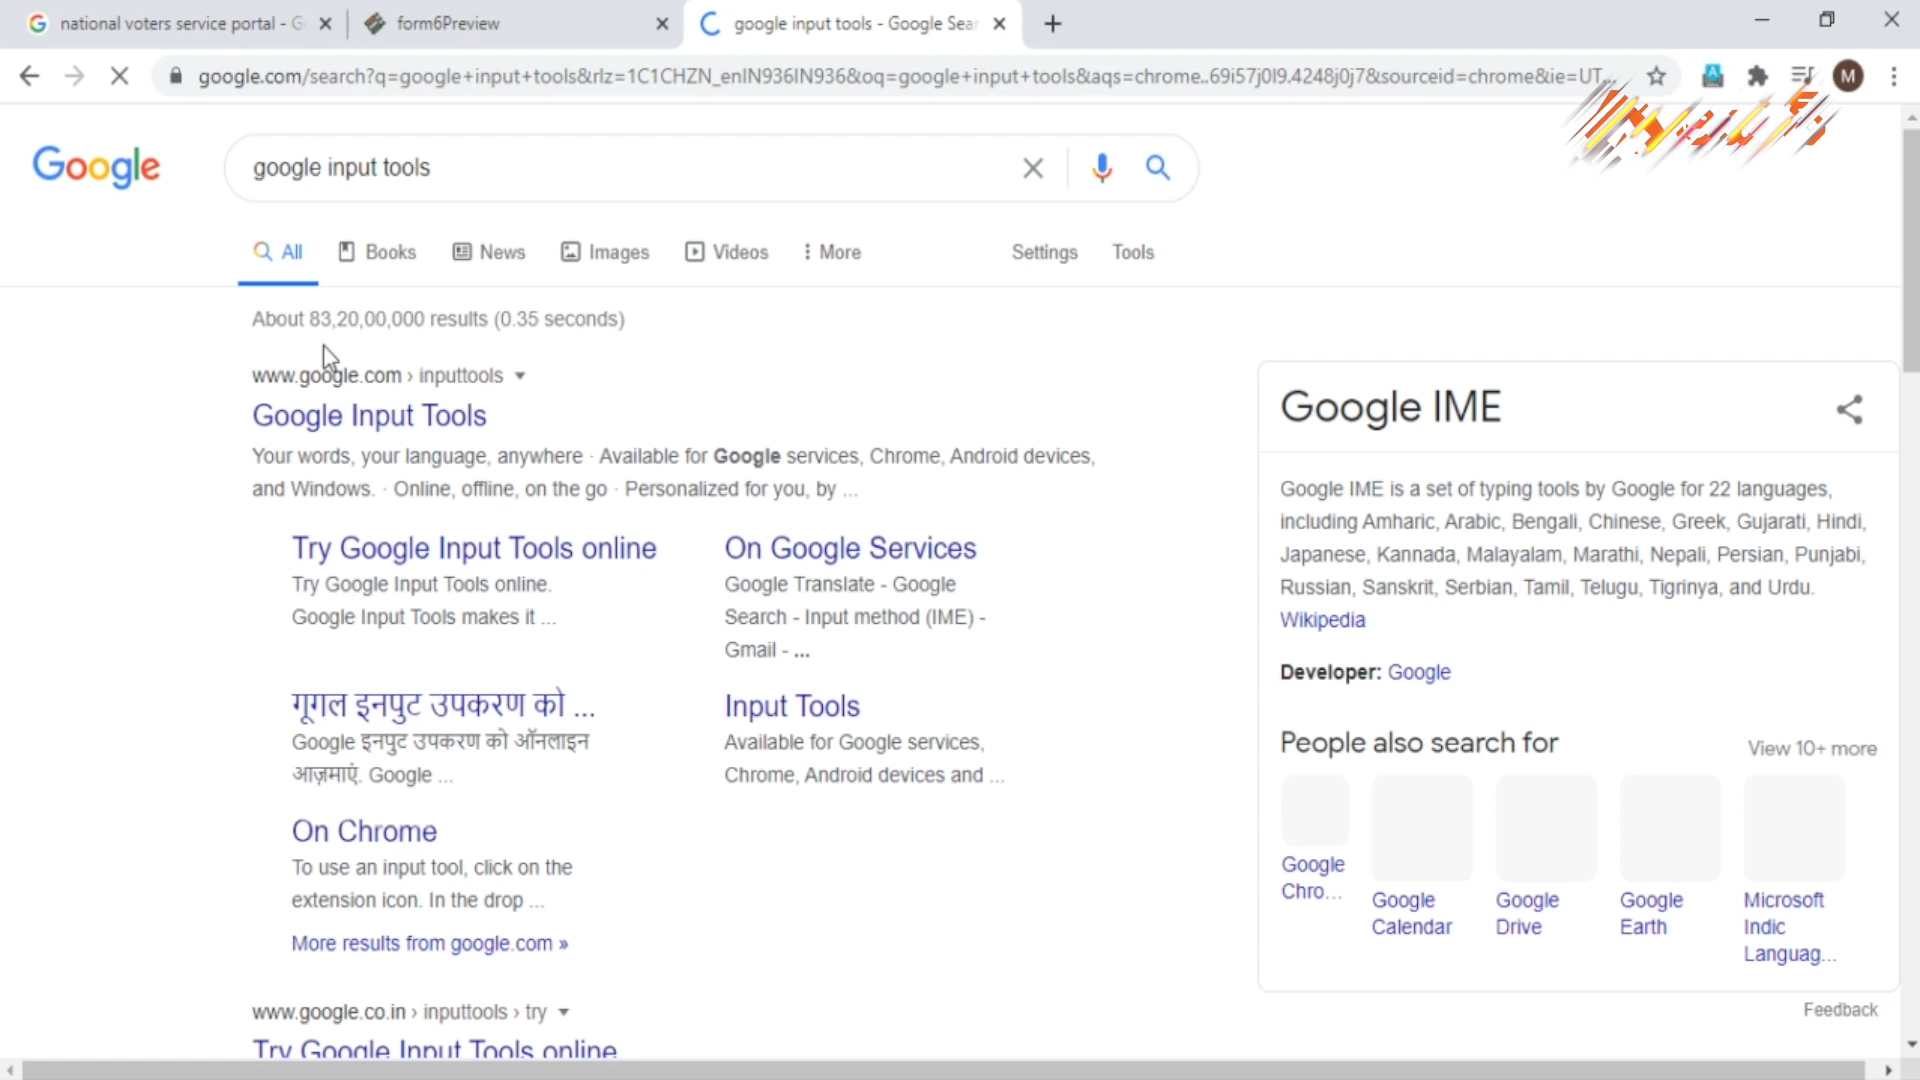 national voters service portal - G
form6Preview
google input tools - Google Sear
google.com/search?q=google+input+tools&rlz=1C1CHZN_enIN936IN936&oq=google+input+tools&aqs=chrome..69i57j0l9.4248j0j7&sourceid=chrome&ie=UT...
M
Google
google input tools
All Books News Images Videos More Settings Tools
About 83,20,00,000 results (0.35 seconds)
www.google.com › inputtools
Google Input Tools
Your words, your language, anywhere · Available for Google services, Chrome, Android devices,
and Windows. · Online, offline, on the go · Personalized for you, by ...
Try Google Input Tools online
Try Google Input Tools online.
Google Input Tools makes it ...
On Google Services
Google Translate - Google
Search - Input method (IME) -
Gmail - ...
गूगल इनपुट उपकरण को ...
Google इनपुट उपकरण को ऑनलाइन
आज़माएं. Google ...
Input Tools
Available for Google services,
Chrome, Android devices and ...
On Chrome
To use an input tool, click on the
extension icon. In the drop ...
More results from google.com »
www.google.co.in › inputtools › try
Try Google Input Tools online
Google IME
Google IME is a set of typing tools by Google for 22 languages,
including Amharic, Arabic, Bengali, Chinese, Greek, Gujarati, Hindi,
Japanese, Kannada, Malayalam, Marathi, Nepali, Persian, Punjabi,
Russian, Sanskrit, Serbian, Tamil, Telugu, Tigrinya, and Urdu.
Wikipedia
Developer: Google
People also search for
View 10+ more
Google
Chro...
Google
Calendar
Google
Drive
Google
Earth
Microsoft
Indic
Languag...
Feedback